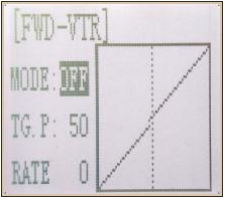 [FWD-VTR]
MODE:OFF
TG.P: 50
RATE 0